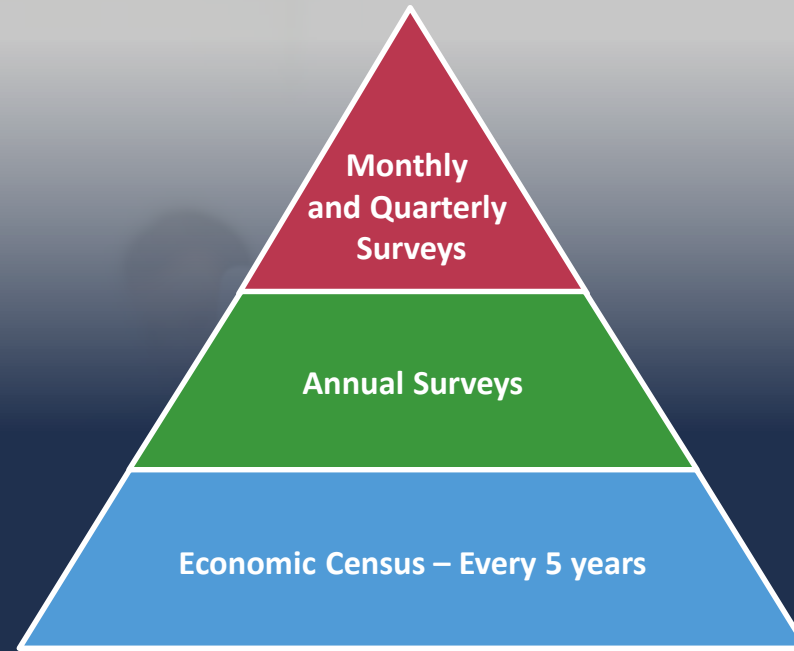 Monthly
and Quarterly
Surveys
Annual Surveys
Economic Census – Every 5 years